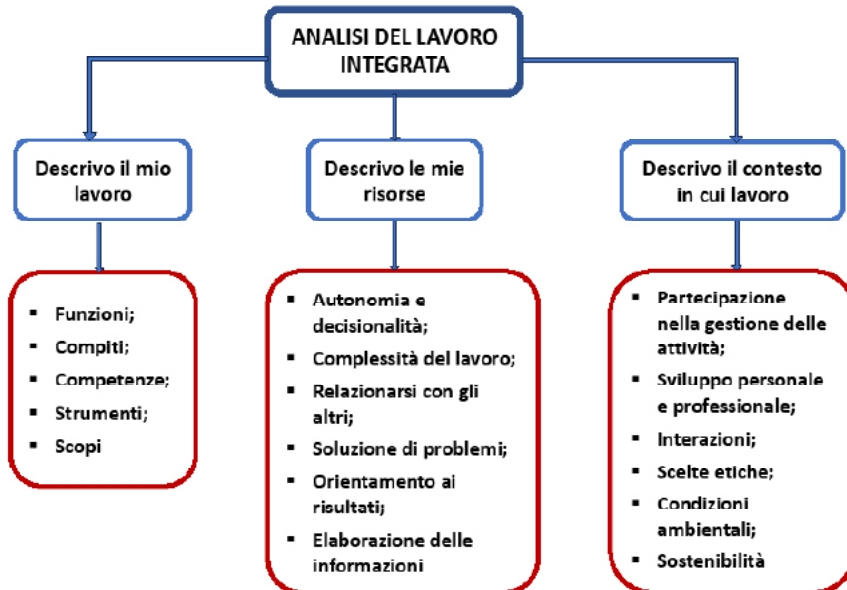 ANALISI DEL LAVORO
INTEGRATA
Descrivo il mio
lavoro
Descrivo le mie
risorse
Descrivo il contesto
in cui lavoro
▪ Funzioni;
▪ Compiti;
▪ Competenze;
▪ Strumenti;
▪ Scopi
▪ Autonomia e
decisionalità;
▪ Complessità del lavoro;
▪ Relazionarsi con gli
altri;
▪ Soluzione di problemi;
▪ Orientamento ai
risultati;
▪ Elaborazione delle
informazioni
▪ Partecipazione
nella gestione delle
attività;
▪ Sviluppo personale
e professionale;
▪ Interazioni;
▪ Scelte etiche;
▪ Condizioni
ambientali;
▪ Sostenibilità